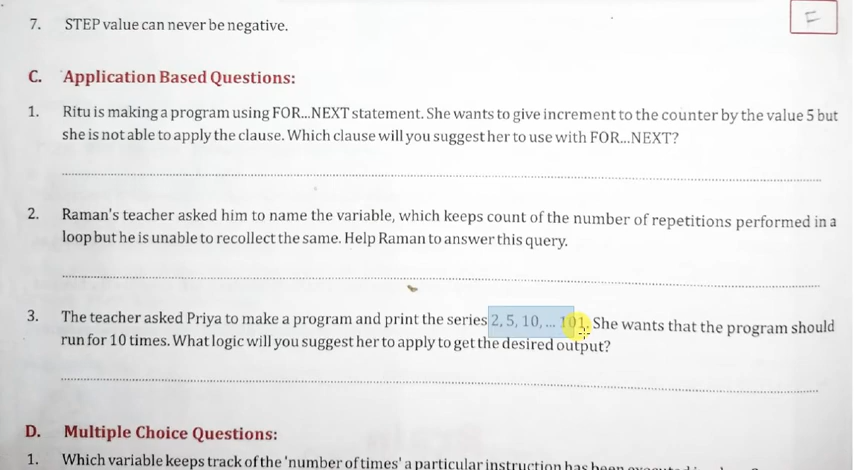 7. STEP value can never be negative.
F
C. Application Based Questions:
1. Ritu is making a program using FOR...NEXT statement. She wants to give increment to the counter by the value 5 but
she is not able to apply the clause. Which clause will you suggest her to use with FOR...NEXT?
2. Raman's teacher asked him to name the variable, which keeps count of the number of repetitions performed in a
loop but he is unable to recollect the same. Help Raman to answer this query.
3. The teacher asked Priya to make a program and print the series 2, 5, 10, ... 101. She wants that the program should
run for 10 times. What logic will you suggest her to apply to get the desired output?
D. Multiple Choice Questions:
1. Which variable keeps track of the 'number of times' a particular instruction has been